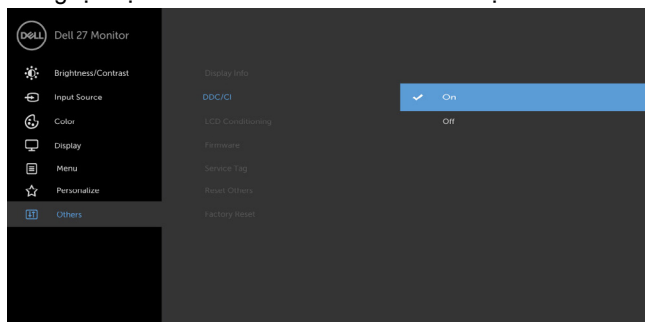 DELL
Dell 27 Monitor
Brightness/Contrast
Input Source
Color
Display
Menu
Personalize
Others
Display Info
DDC/CI
LCD Conditioning
Firmware
Service Tag
Reset Others
Factory Reset
On
Off